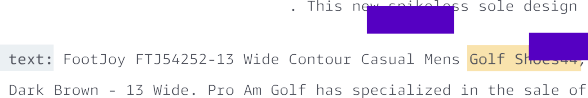 . This new spikeless sole design
text: FootJoy FTJ54252-13 Wide Contour Casual Mens Golf Shoes44,
Dark Brown - 13 Wide. Pro Am Golf has specialized in the sale of